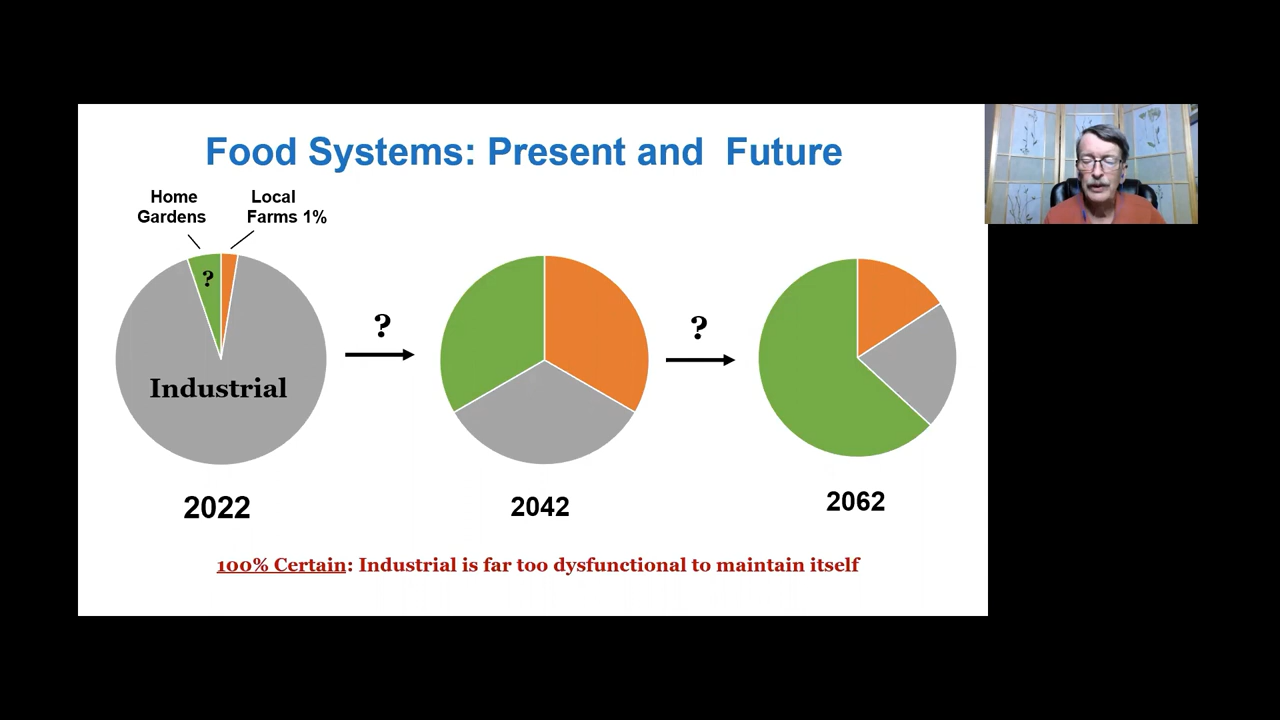 Food Systems: Present and Future
Home
Gardens
Local
Farms 1%
?
Industrial
?
?
2022
2042
2062
100% Certain: Industrial is far too dysfunctional to maintain itself